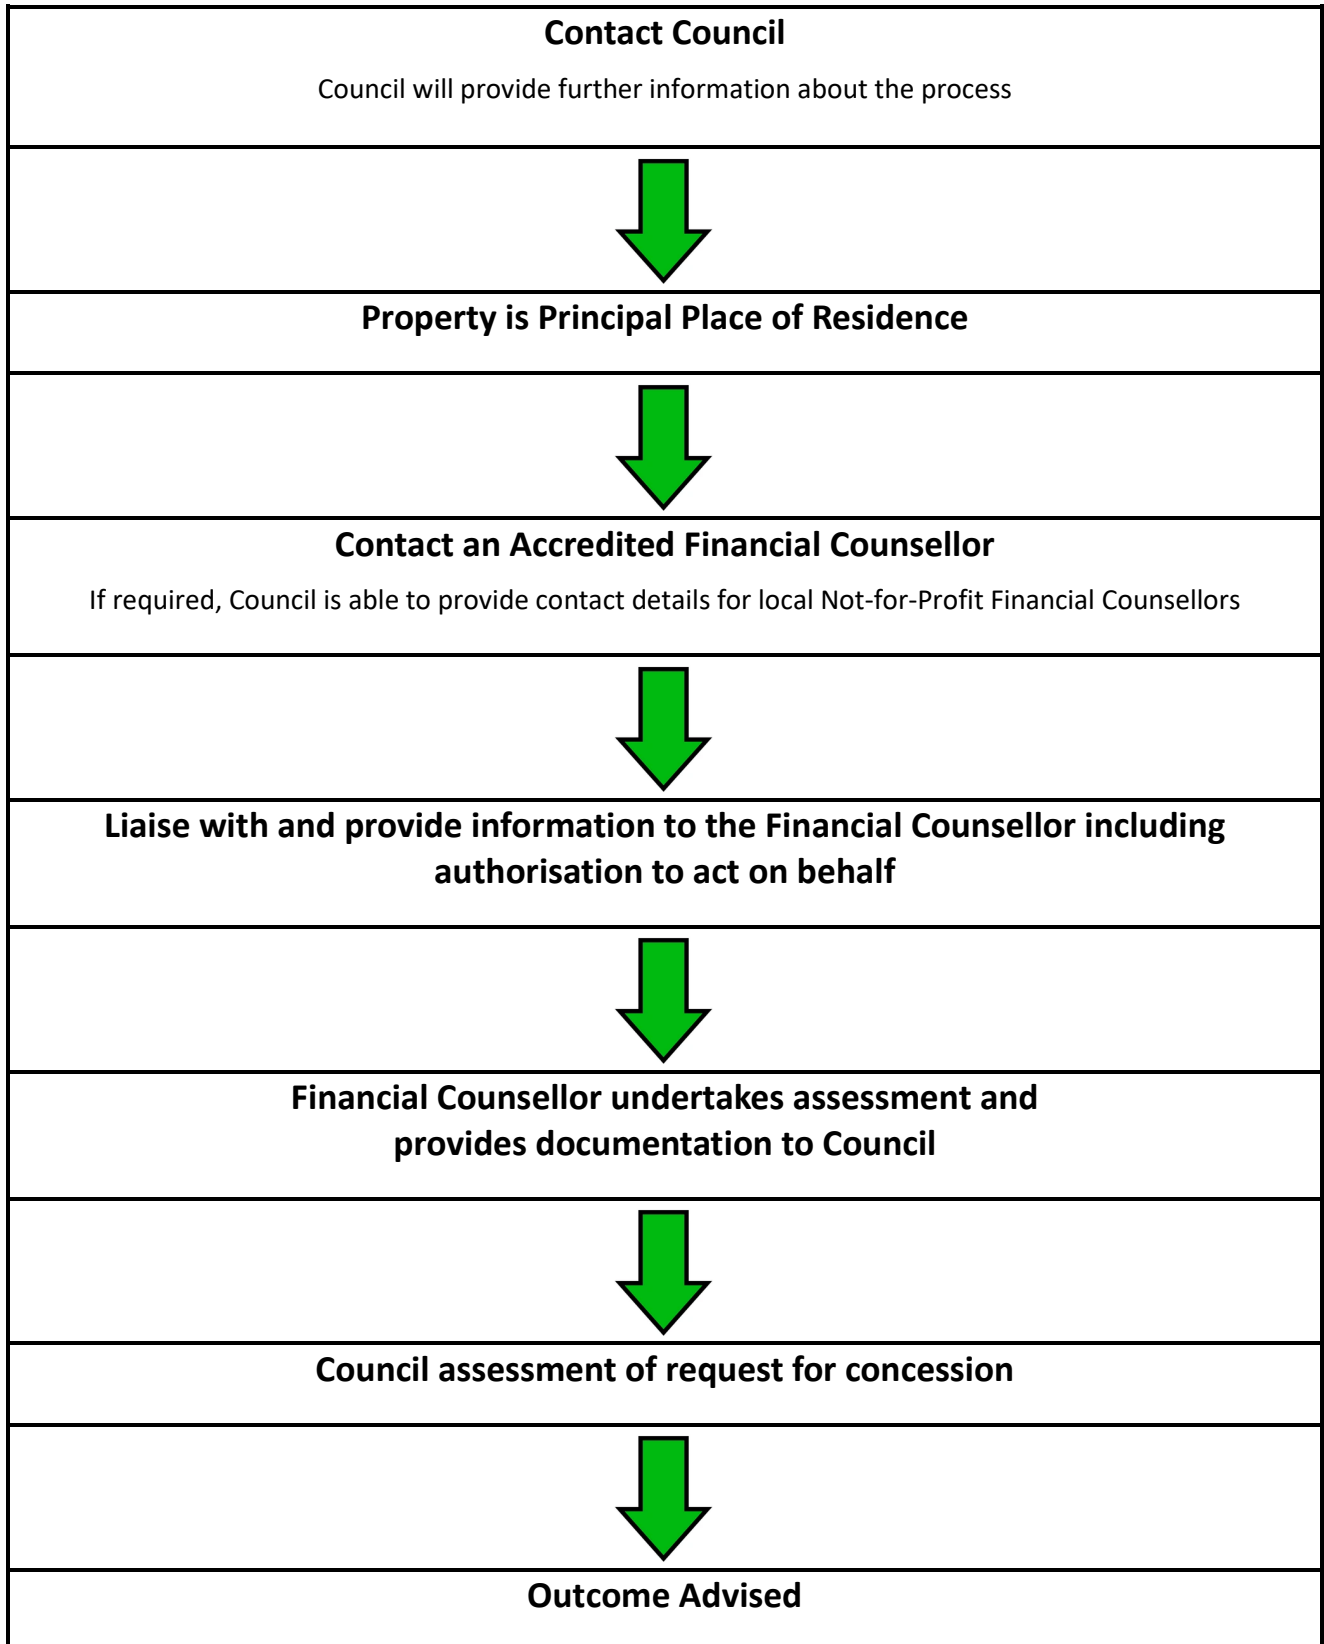 Contact Council
Council will provide further information about the process
Property is Principal Place of Residence
Contact an Accredited Financial Counsellor
If required, Council is able to provide contact details for local Not-for-Profit Financial Counsellors
Liaise with and provide information to the Financial Counsellor including
authorisation to act on behalf
Financial Counsellor undertakes assessment and
provides documentation to Council
Council assessment of request for concession
Outcome Advised